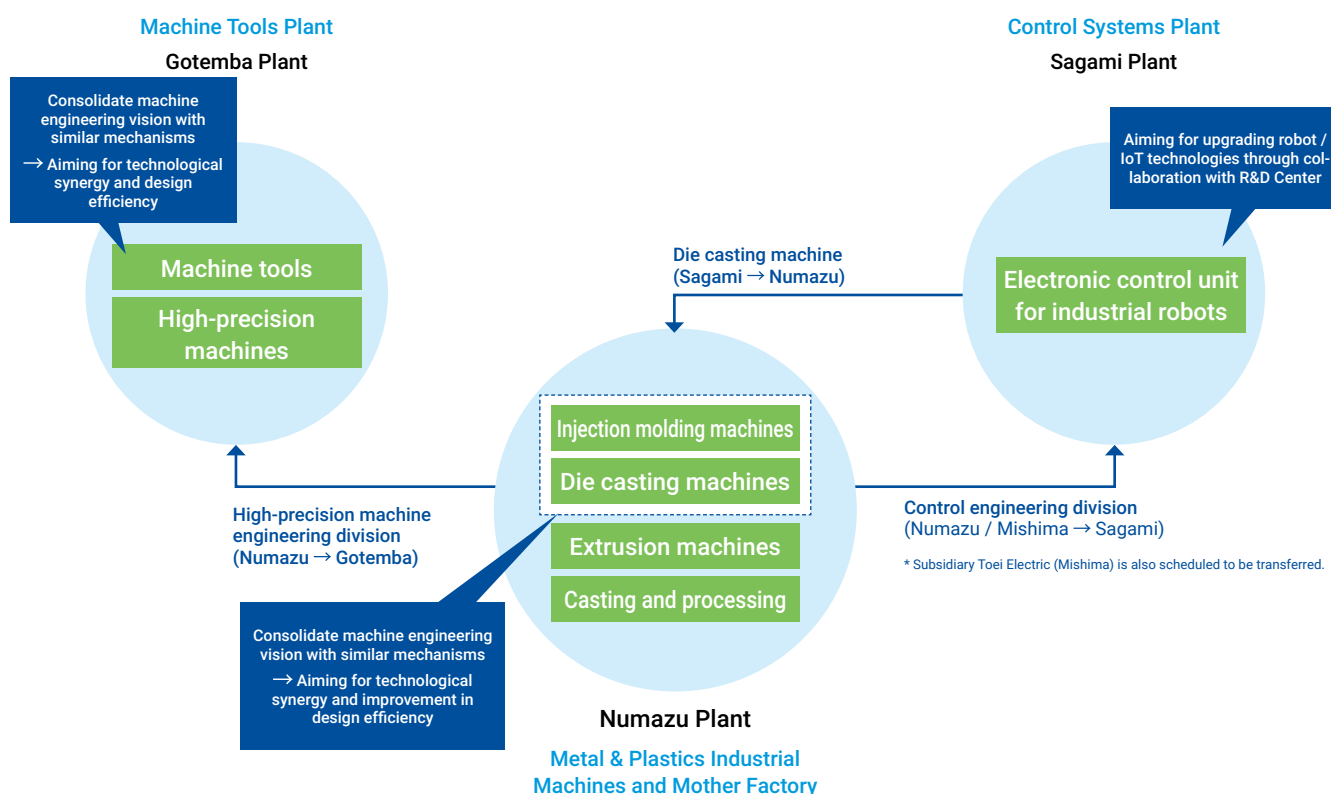 Machine Tools Plant
Gotemba Plant
Consolidate machine
engineering vision with
similar mechanisms
→ Aiming for technological
synergy and design
efficiency
Machine tools
High-precision
machines
Control Systems Plant
Sagami Plant
Aiming for upgrading robot /
IoT technologies through col-
laboration with R&D Center
Electronic control unit
for industrial robots
Die casting machine
(Sagami → Numazu)
Injection molding machines
Die casting machines
Extrusion machines
Casting and processing
High-precision machine
engineering division
(Numazu → Gotemba)
Control engineering division
(Numazu / Mishima → Sagami)
* Subsidiary Toei Electric (Mishima) is also scheduled to be transferred.
Consolidate machine engineering
vision with similar mechanisms
→ Aiming for technological
synergy and improvement in
design efficiency
Numazu Plant
Metal & Plastics Industrial
Machines and Mother Factory